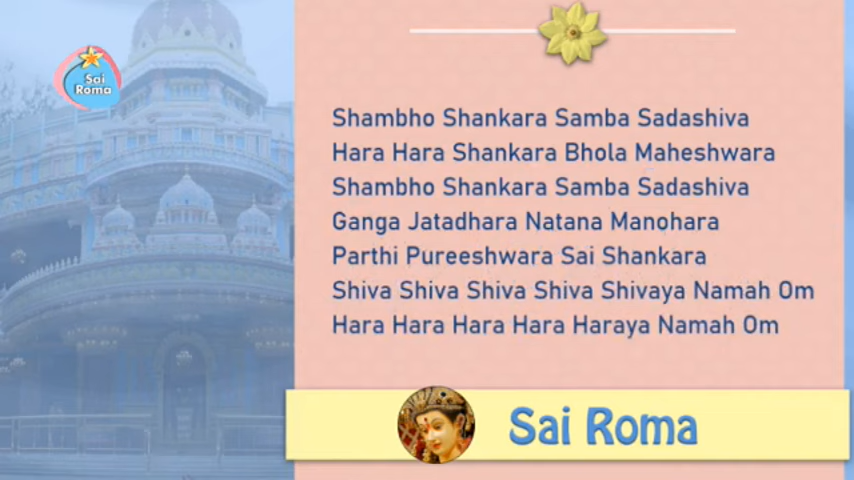 Sai
Roma
Shambho Shankara Samba Sadashiva
Hara Hara Shankara Bhola Maheshwara
Shambho Shankara Samba Sadashiva
Ganga Jatadhara Natana Manohara
Parthi Pureeshwara Sai Shankara
Shiva Shiva Shiva Shiva Shivaya Namah Om
Hara Hara Hara Hara Haraya Namah Om
Sai Roma